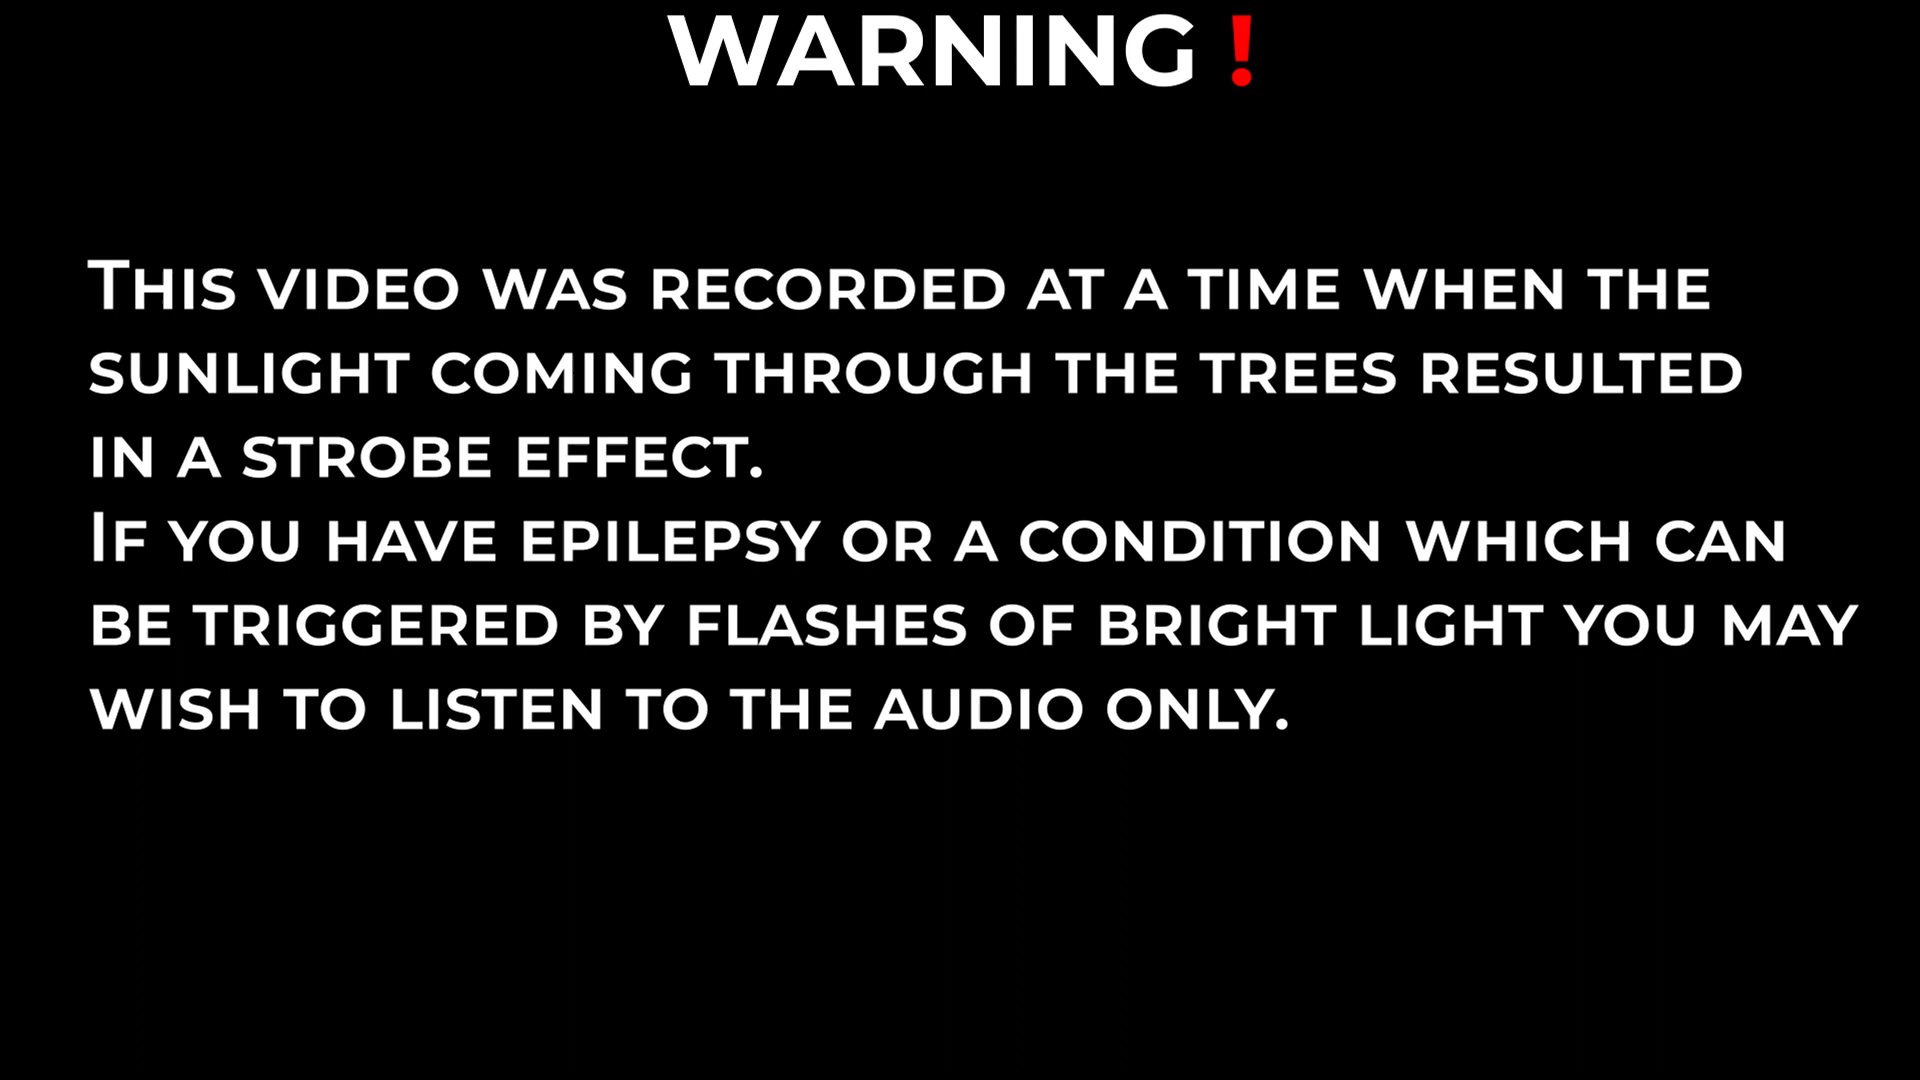 WARNING !
This video was recorded at a time when the
sunlight coming through the trees resulted
in a strobe effect.
If you have epilepsy or a condition which can
be triggered by flashes of bright light you may
wish to listen to the audio only.